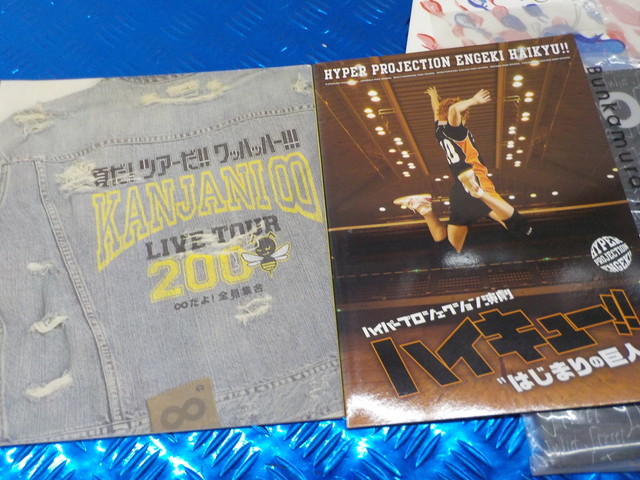 夏だ! ツアーだ!! ワッハッハー!!!
KANJANI∞
LIVE TOUR
200
∞だよ!全員集合
∞
HYPER PROJECTION ENGEKI HAIKYU!!
10
HYPER
PROJECTION
ENGEKI
ハイパープロジェクション演劇
ハイキュー!!
"はじまりの巨人
Bunkamura